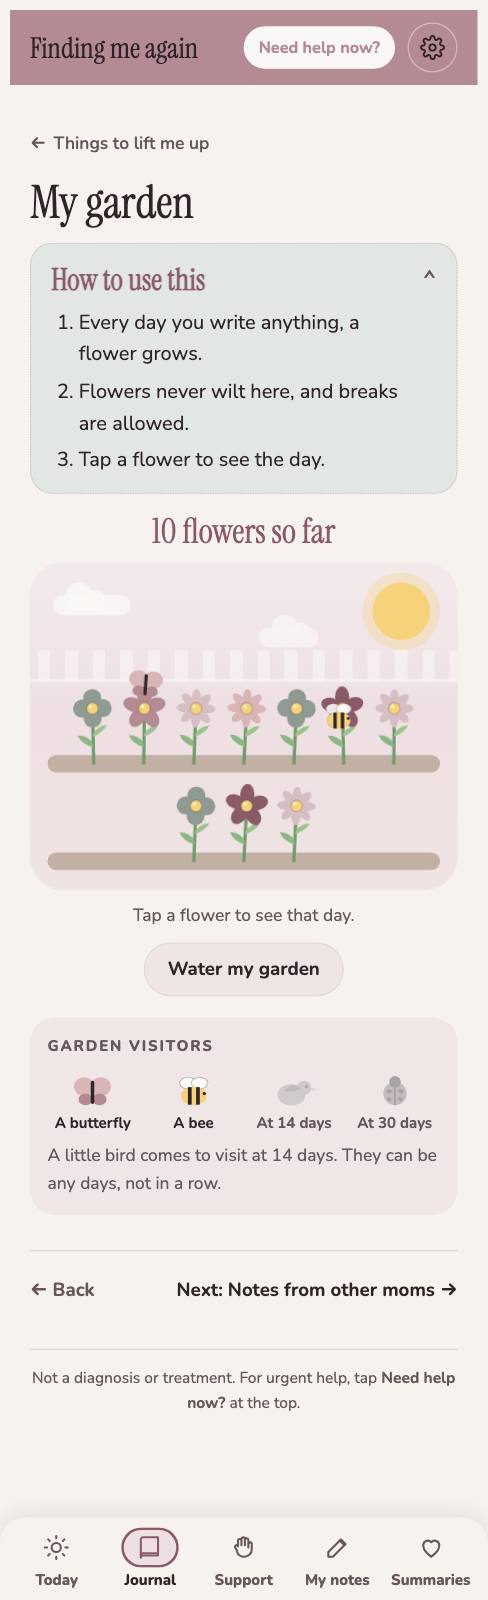 Finding me again
Need help now?
← Things to lift me up
My garden
How to use this
1. Every day you write anything, a
flower grows.
2. Flowers never wilt here, and breaks
are allowed.
3. Tap a flower to see the day.
10 flowers so far
Tap a flower to see that day.
Water my garden
GARDEN VISITORS
A butterfly
A bee
At 14 days
At 30 days
A little bird comes to visit at 14 days. They can be
any days, not in a row.
← Back
Next: Notes from other moms →
Not a diagnosis or treatment. For urgent help, tap Need help
now? at the top.
Today
Journal
Support
My notes
Summaries